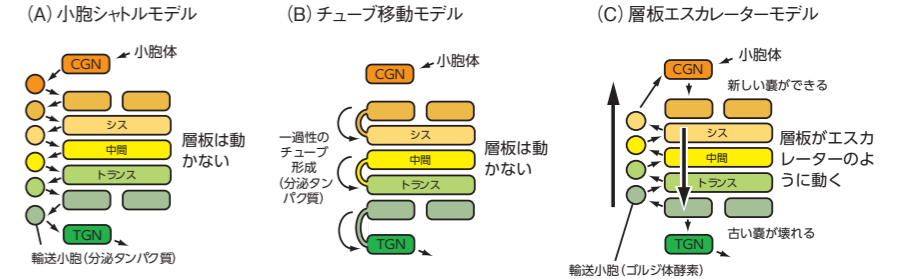 (A) 小胞シャトルモデル
CGN
小胞体
シス
中間
トランス
TGN
層板は動
かない
輸送小胞(分泌タンパク質)
(B) チューブ移動モデル
CGN
小胞体
シス
中間
トランス
TGN
一過性の
チューブ
形成
(分泌タン
パク質)
層板は動
かない
(C) 層板エスカレーターモデル
CGN
小胞体
新しい嚢ができる
シス
中間
トランス
TGN
層板がエスカ
レーターのよ
うに動く
古い嚢が壊れる
輸送小胞(ゴルジ体酵素)